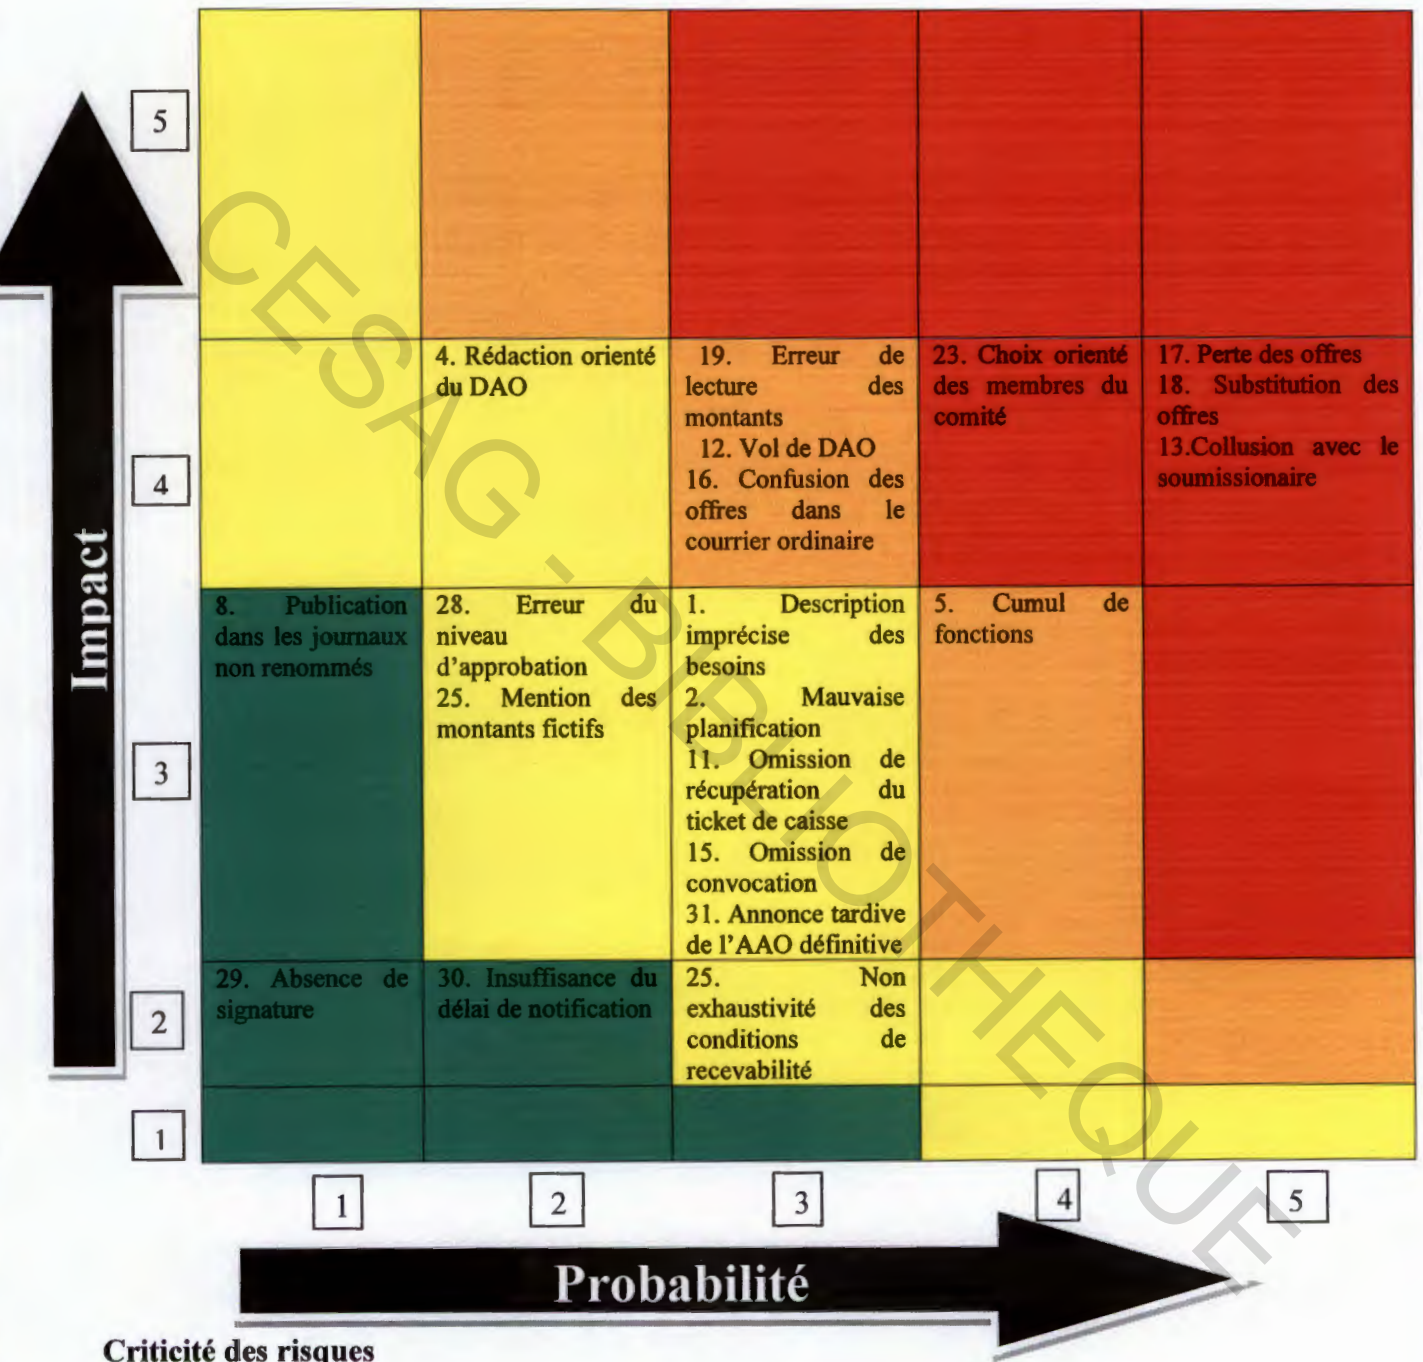 5
4. Rédaction orienté
du DAO
19. Erreur de
lecture des
montants
12. Vol de DAO
16. Confusion des
offres dans le
courrier ordinaire
23. Choix orienté
des membres du
comité
17. Perte des offres
18. Substitution des
offres
13.Collusion avec le
soumissionaire
4
Impact
8. Publication
dans les journaux
non renommés
28. Erreur du
niveau
d'approbation
25. Mention des
montants fictifs
1. Description
imprécise des
besoins
2. Mauvaise
planification
11. Omission de
récupération du
ticket de caisse
15. Omission de
convocation
31. Annonce tardive
de l'AAO définitive
5. Cumul de
fonctions
3
29. Absence de
signature
30. Insuffisance du
délai de notification
25. Non
exhaustivité des
conditions de
recevabilité
2
1
1
2
3
4
5
Probabilité
Criticité des risques
CESAG - BIBLIOTHEQUE